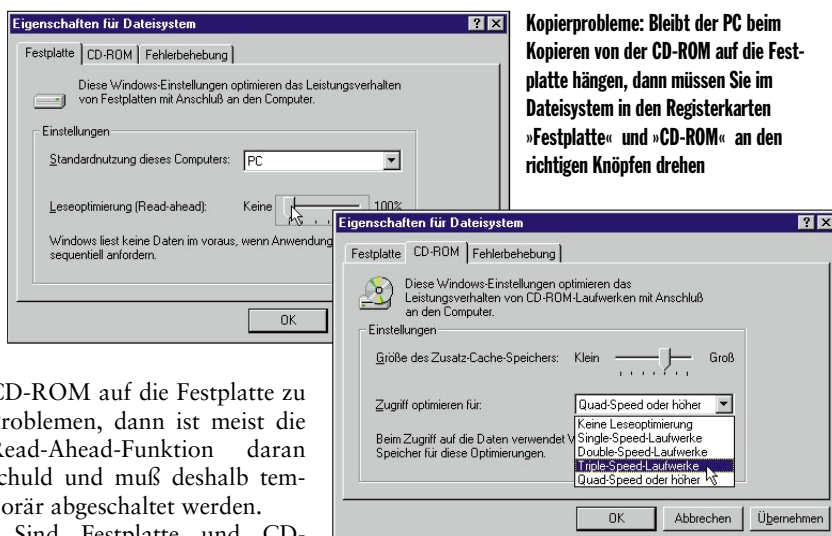 Eigenschaften für Dateisystem
Festplatte CD-ROM Fehlerbehebung
Diese Windows-Einstellungen optimieren das Leistungsverhalten
von Festplatten mit Anschluß an den Computer.
Einstellungen
Standardnutzung dieses Computers: PC
Leseoptimierung (Read-ahead): Keine 100%
Windows liest keine Daten im voraus, wenn Anwendung
sequentiell anfordern.
OK
Kopierprobleme: Bleibt der PC beim
Kopieren von der CD-ROM auf die Fest-
platte hängen, dann müssen Sie im
Dateisystem in den Registerkarten
»Festplatte« und »CD-ROM« an den
richtigen Knöpfen drehen
Eigenschaften für Dateisystem
Festplatte CD-ROM Fehlerbehebung
Diese Windows-Einstellungen optimieren das
Leistungsverhalten von CD-ROM-Laufwerken mit Anschluß
an den Computer.
Einstellungen
Größe des Zusatz-Cache-Speichers: Klein Groß
Zugriff optimieren für: Quad-Speed oder höher
Keine Leseoptimierung
Single-Speed-Laufwerke
Double-Speed-Laufwerke
Triple-Speed-Laufwerke
Quad-Speed oder höher
Beim Zugriff auf die Daten verwendet
Speicher für diese Optimierungen.
OK Abbrechen Übernehmen
CD-ROM auf die Festplatte zu
roblemen, dann ist meist die
Read-Ahead-Funktion daran
chuld und muß deshalb tem-
orär abgeschaltet werden.
Sind Festplatte und CD-